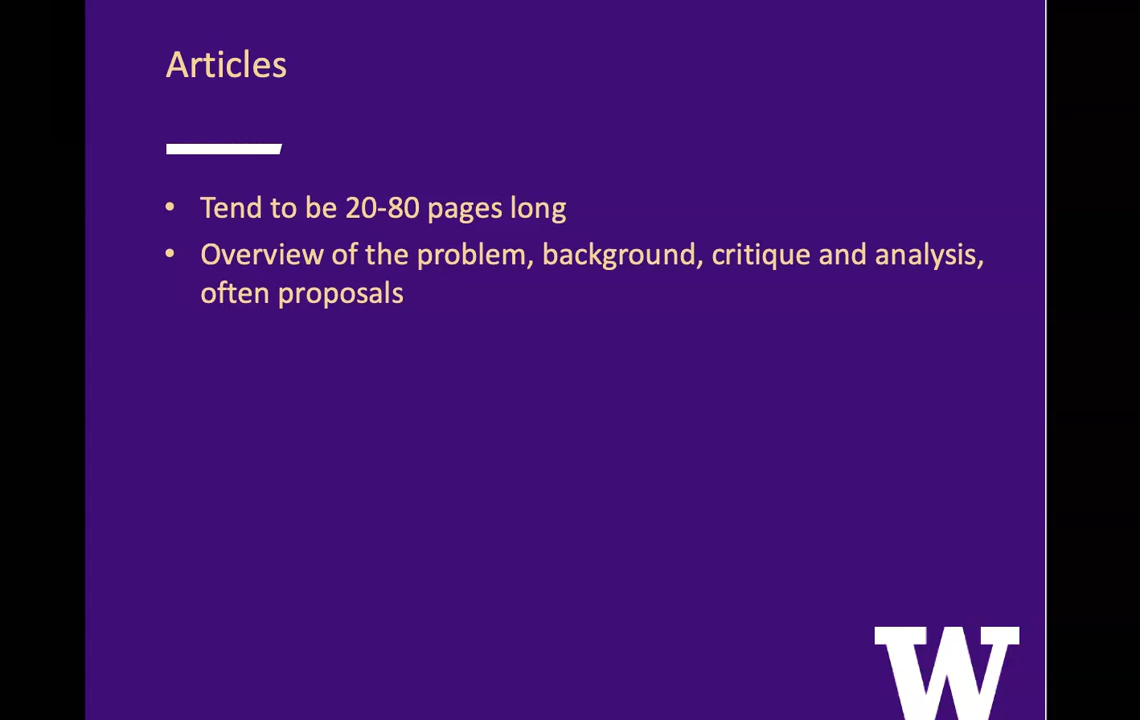 Articles
• Tend to be 20-80 pages long
• Overview of the problem, background, critique and analysis,
often proposals
W